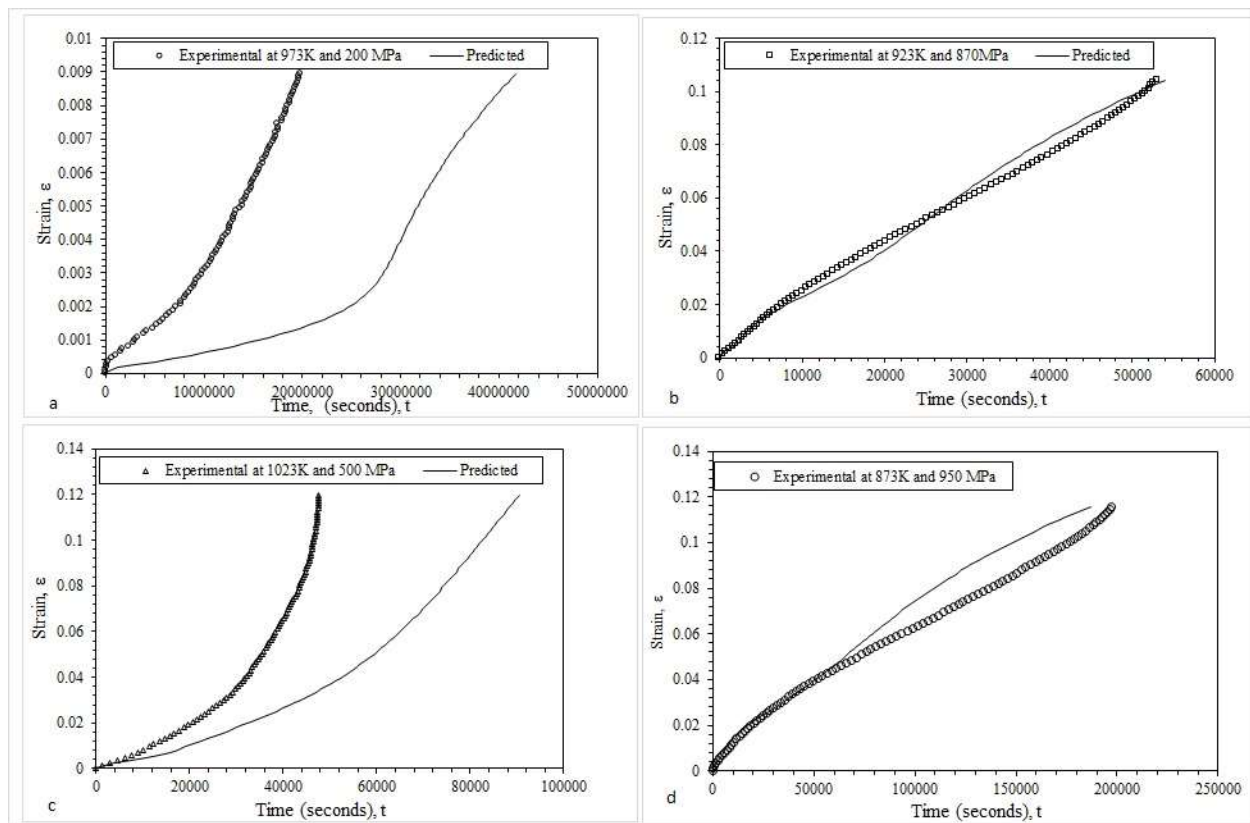 Experimental at 973K and 200 MPa Predicted
0.01
0.009
0.008
0.007
0.006
0.005
0.004
0.003
0.002
0.001
0
Strain, ε
0 10000000 20000000 30000000 40000000 50000000
Time, (seconds), t
a
Experimental at 923K and 870MPa Predicted
0.12
0.1
0.08
0.06
0.04
0.02
0
Strain, ε
0 10000 20000 30000 40000 50000 60000
Time (seconds), t
b
Experimental at 1023K and 500 MPa Predicted
0.14
0.12
0.1
0.08
0.06
0.04
0.02
0
Strain, ε
0 20000 40000 60000 80000 100000
Time (seconds), t
c
Experimental at 873K and 950 MPa
0.14
0.12
0.1
0.08
0.06
0.04
0.02
0
Strain, ε
0 50000 100000 150000 200000 250000
Time (seconds), t
d